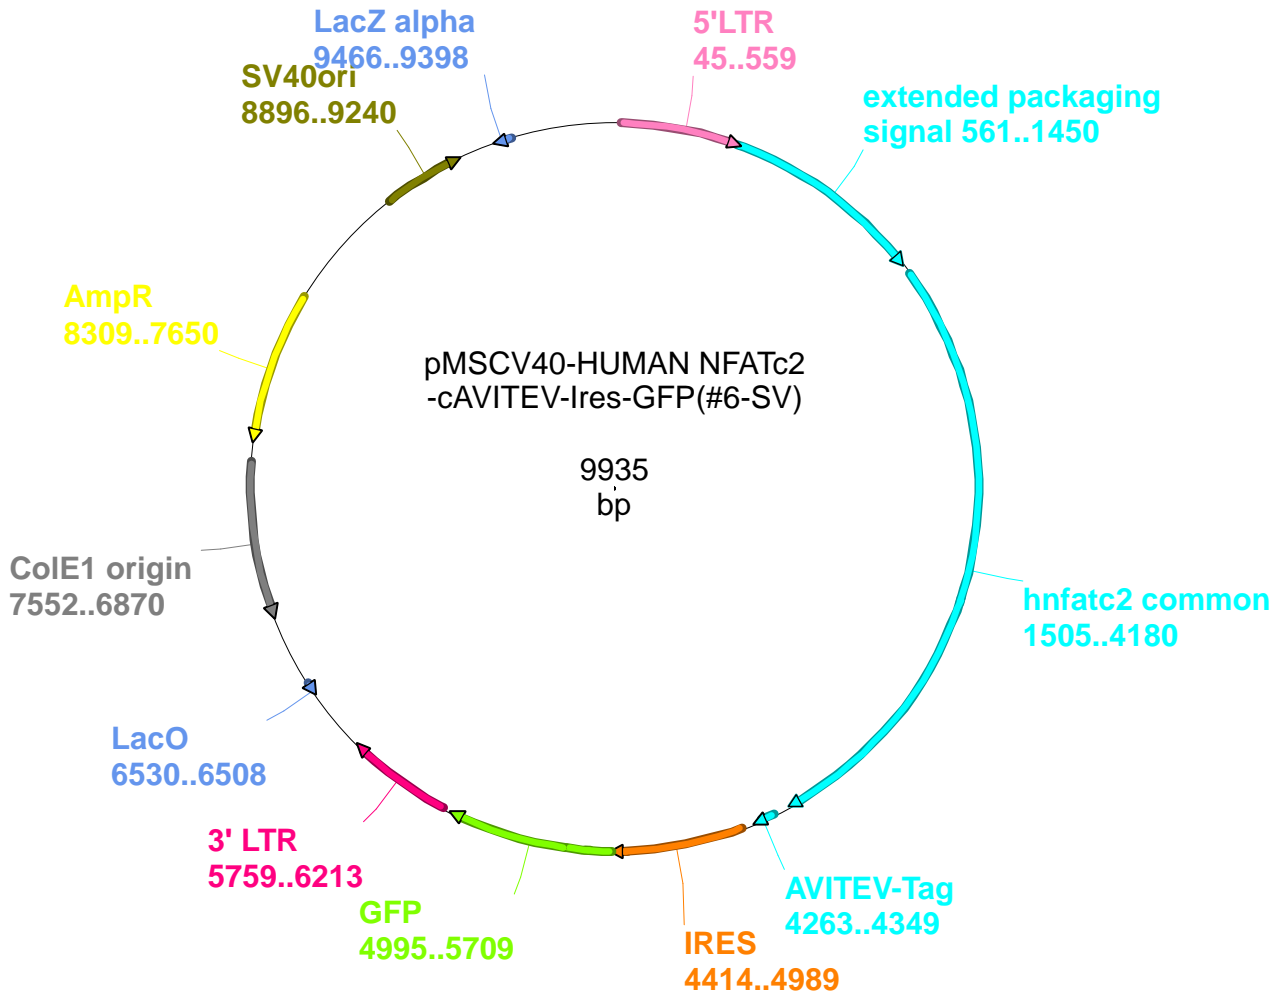 LacZ alpha
9466..9398
5'LTR
45..559
SV40ori
8896..9240
extended packaging
signal 561..1450
AmpR
8309..7650
pMSCV40-HUMAN NFATc2
-cAVITEV-Ires-GFP(#6-SV)
9935
bp
ColE1 origin
7552..6870
hnfatc2 common
1505..4180
LacO
6530..6508
3' LTR
5759..6213
GFP
4995..5709
AVITEV-Tag
4263..4349
IRES
4414..4989